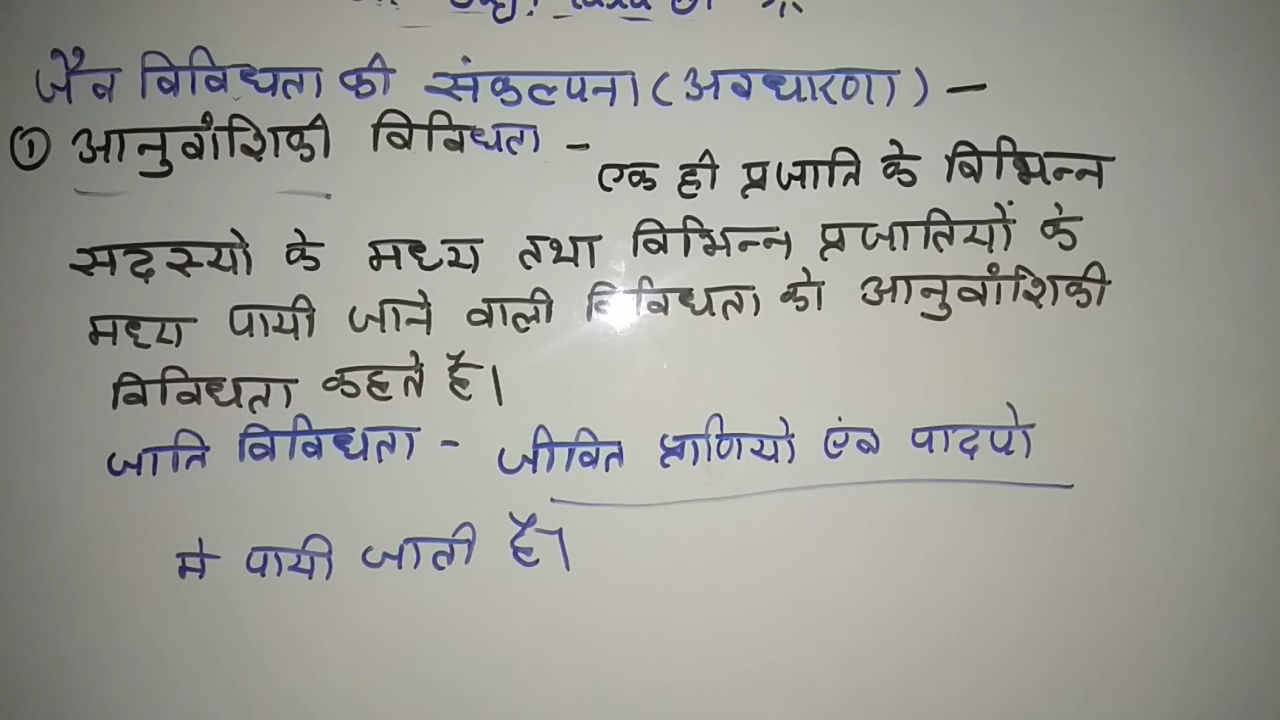 जैव विविधता की संकल्पना (अवधारणा) –
① आनुवांशिकी विविधता – एक ही प्रजाति के विभिन्न
सदस्यो के मध्य तथा विभिन्न प्रजातियों के
मध्य पायी जाने वाली विविधता को आनुवांशिकी
विविधता कहते है।
जाति विविधता – जीवित प्राणियो एंव पादपो
मे पायी जाती है।